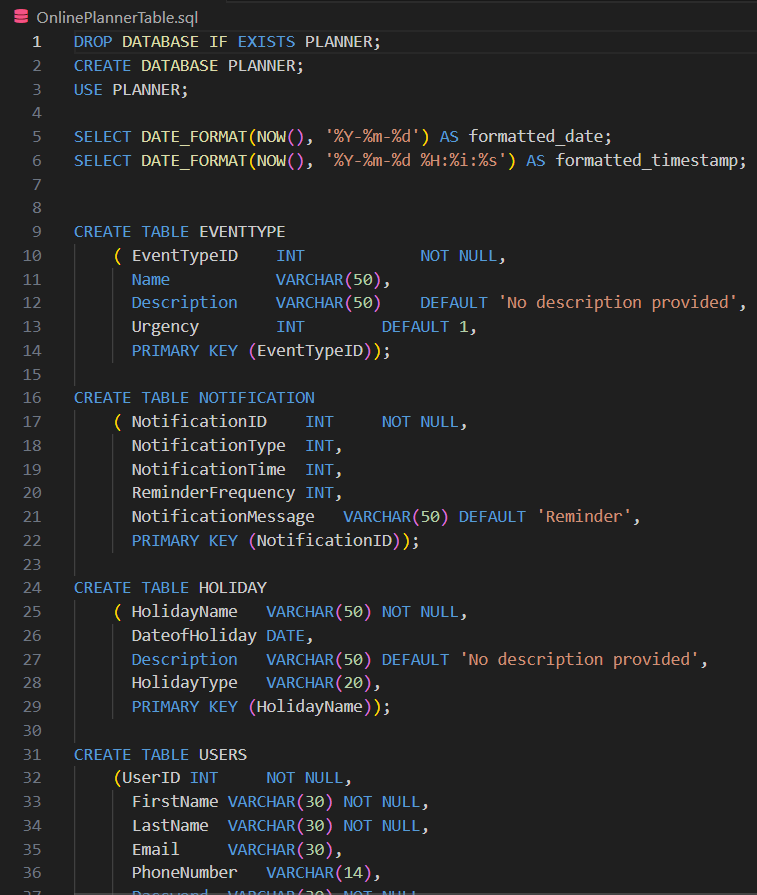 OnlinePlannerTable.sql
1 DROP DATABASE IF EXISTS PLANNER;
2 CREATE DATABASE PLANNER;
3 USE PLANNER;
4
5 SELECT DATE_FORMAT(NOW(), '%Y-%m-%d') AS formatted_date;
6 SELECT DATE_FORMAT(NOW(), '%Y-%m-%d %H:%i:%s') AS formatted_timestamp;
7
8
9 CREATE TABLE EVENTTYPE
10 ( EventTypeID INT NOT NULL,
11 Name VARCHAR(50),
12 Description VARCHAR(50) DEFAULT 'No description provided',
13 Urgency INT DEFAULT 1,
14 PRIMARY KEY (EventTypeID));
15
16 CREATE TABLE NOTIFICATION
17 ( NotificationID INT NOT NULL,
18 NotificationType INT,
19 NotificationTime INT,
20 ReminderFrequency INT,
21 NotificationMessage VARCHAR(50) DEFAULT 'Reminder',
22 PRIMARY KEY (NotificationID));
23
24 CREATE TABLE HOLIDAY
25 ( HolidayName VARCHAR(50) NOT NULL,
26 DateofHoliday DATE,
27 Description VARCHAR(50) DEFAULT 'No description provided',
28 HolidayType VARCHAR(20),
29 PRIMARY KEY (HolidayName));
30
31 CREATE TABLE USERS
32 (UserID INT NOT NULL,
33 FirstName VARCHAR(30) NOT NULL,
34 LastName VARCHAR(30) NOT NULL,
35 Email VARCHAR(30),
36 PhoneNumber VARCHAR(14),